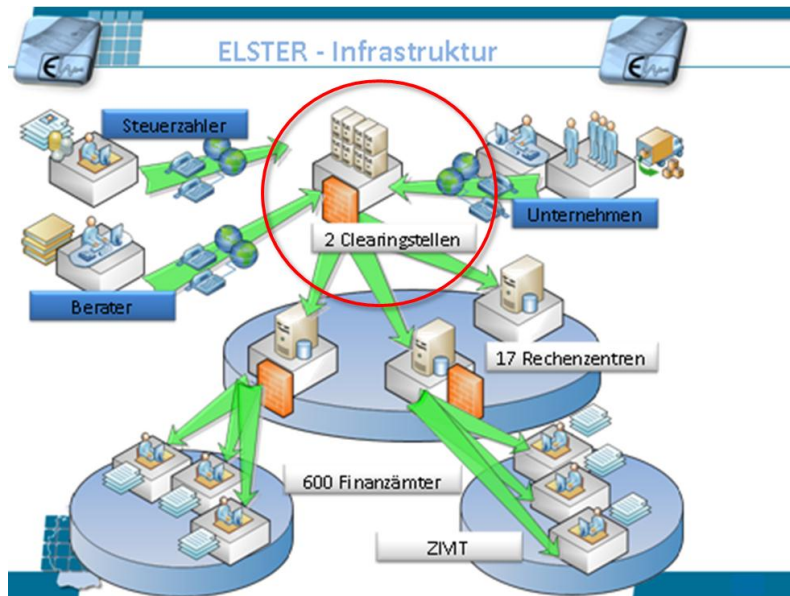 ELSTER - Infrastruktur
Steuerzahler
Unternehmen
2 Clearingstellen
Berater
17 Rechenzentren
600 Finanzämter
ZIVIT